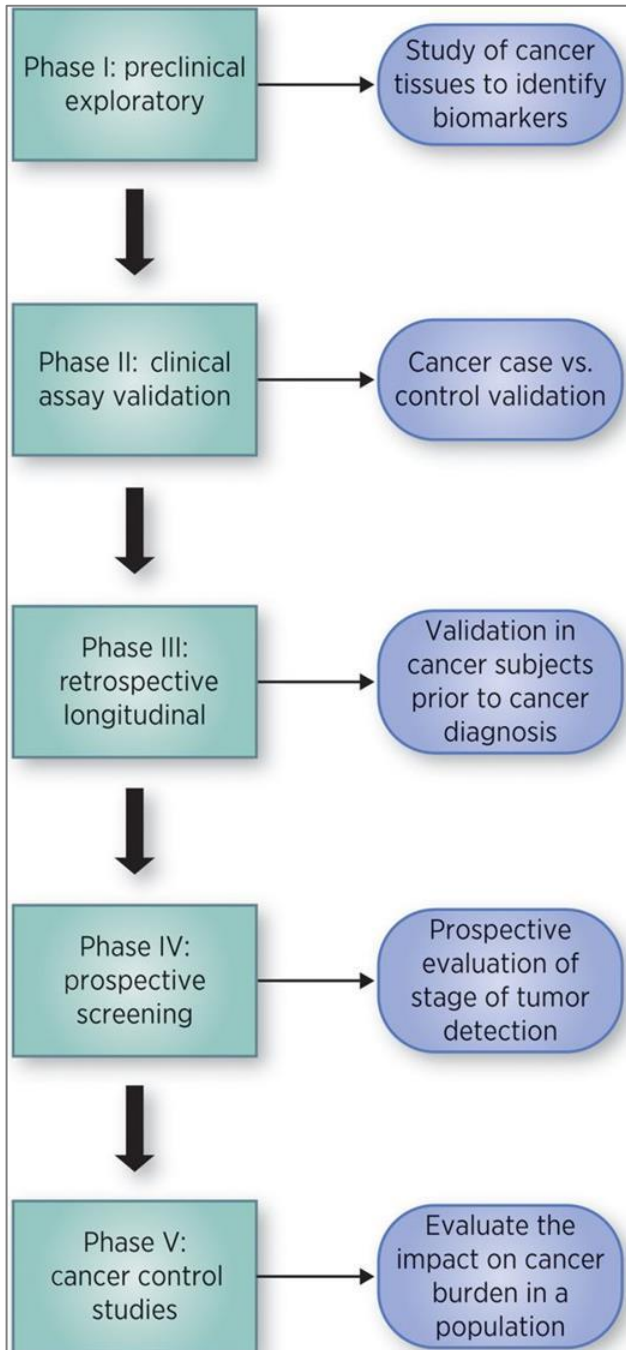 Phase I: preclinical
exploratory
Study of cancer
tissues to identify
biomarkers
Phase II: clinical
assay validation
Cancer case vs.
control validation
Phase III:
retrospective
longitudinal
Validation in
cancer subjects
prior to cancer
diagnosis
Phase IV:
prospective
screening
Prospective
evaluation of
stage of tumor
detection
Phase V:
cancer control
studies
Evaluate the
impact on cancer
burden in a
population